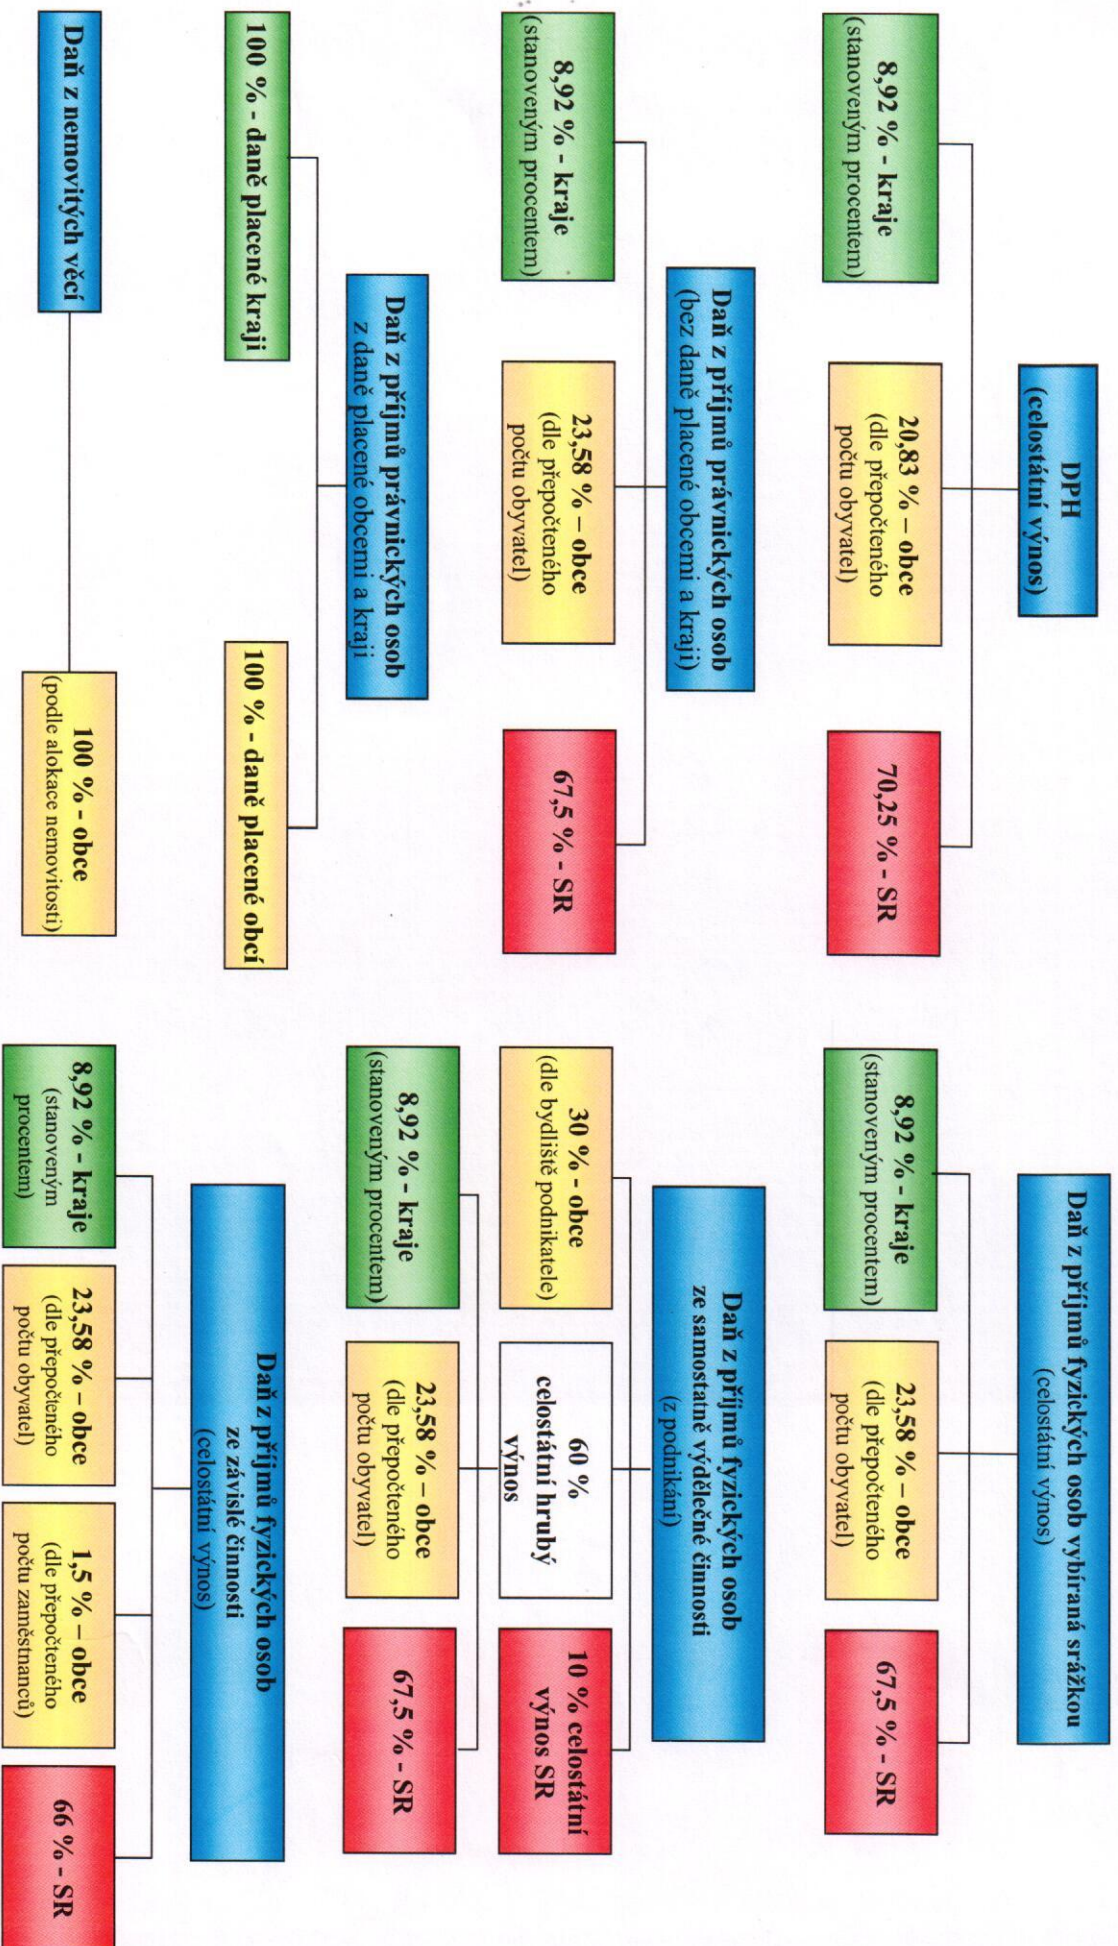 DPH
(celostátní výnos)
8,92 % - kraje
(stanoveným procentem)
20,83 % – obce
(dle přepočteného
počtu obyvatel)
70,25 % - SR
Daň z příjmů právnických osob
(bez daně placené obcemi a kraji)
8,92 % - kraje
(stanoveným procentem)
23,58 % – obce
(dle přepočteného
počtu obyvatel)
67,5 % - SR
Daň z příjmů právnických osob
z daně placené obcemi a kraji
100 % - daně placené kraji
100 % - daně placené obcí
Daň z nemovitých věcí
100 % - obce
(podle alokace nemovitosti)
Daň z příjmů fyzických osob vybíraná srážkou
(celostátní výnos)
8,92 % - kraje
(stanoveným procentem)
23,58 % – obce
(dle přepočteného
počtu obyvatel)
67,5 % - SR
Daň z příjmů fyzických osob
ze samostatně výdělečné činnosti
(z podnikání)
30 % - obce
(dle bydliště podnikatele)
60 %
celostátní hrubý
výnos
10 % celostátní
výnos SR
8,92 % - kraje
(stanoveným procentem)
23,58 % – obce
(dle přepočteného
počtu obyvatel)
67,5 % - SR
Daň z příjmů fyzických osob
ze závislé činnosti
(celostátní výnos)
8,92 % - kraje
(stanoveným
procentem)
23,58 % – obce
(dle přepočteného
počtu obyvatel)
1,5 % – obce
(dle přepočteného
počtu zaměstnanců)
66 % - SR